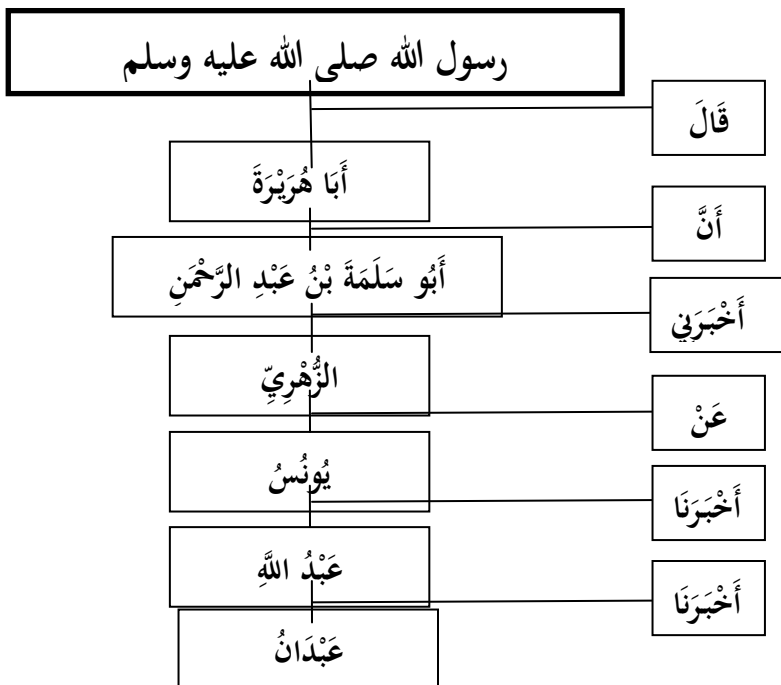 رسول الله صلى الله عليه وسلم
قَالَ
أَبَا هُرَيْرَةَ
أَنَّ
أَبُو سَلَمَةَ بْنُ عَبْدِ الرَّحْمَنِ
أَخْبَرَنِي
الزُّهْرِيِّ
عَنْ
يُونُسُ
أَخْبَرَنَا
عَبْدُ اللَّهِ
أَخْبَرَنَا
عَبْدَانُ